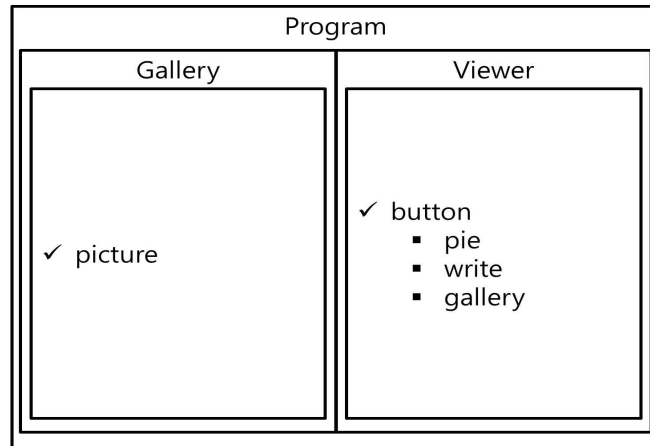 Program
Gallery
Viewer
✓ picture
✓ button
▪ pie
▪ write
▪ gallery